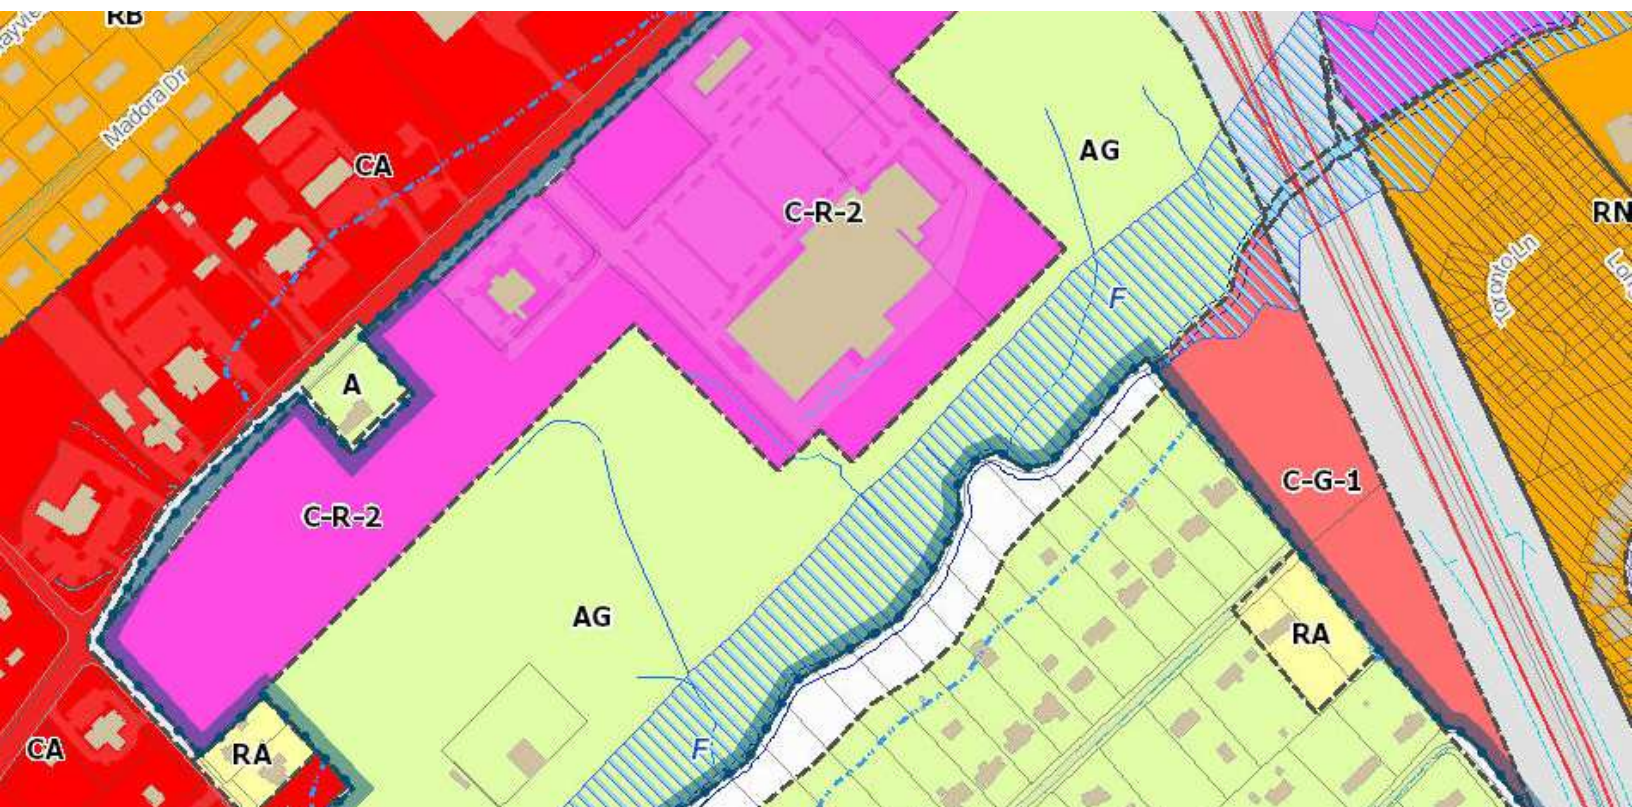 RB
Madora Dr
CA
AG
C-R-2
RN
Toronto Ln
F
A
C-G-1
C-R-2
AG
RA
F
CA
RA